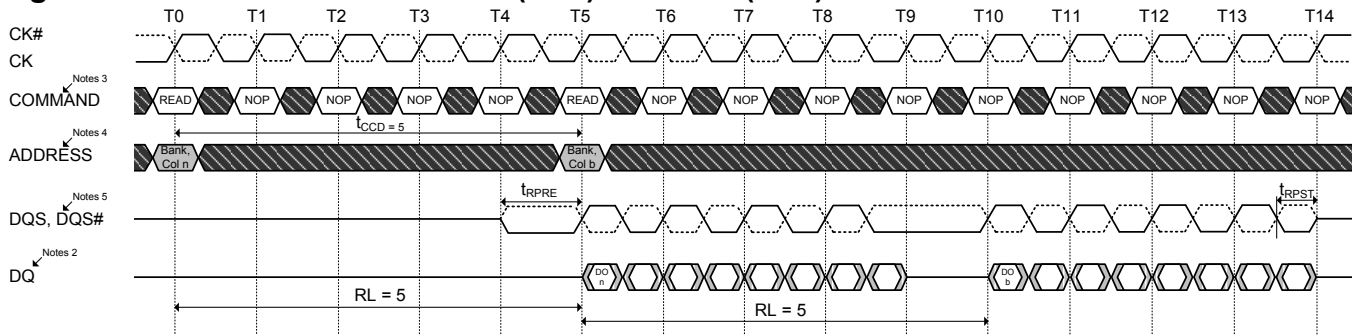 T0 T1 T2 T3 T4 T5 T6 T7 T8 T9 T10 T11 T12 T13 T14
CK#
CK
Notes 3
COMMAND READ NOP NOP NOP NOP READ NOP NOP NOP NOP NOP NOP NOP NOP NOP
tCCD = 5
Notes 4
ADDRESS Bank, Col n Bank, Col b
tRPRE tRPST
Notes 5
DQS, DQS#
Notes 2
DQ DO n DO b
RL = 5
RL = 5